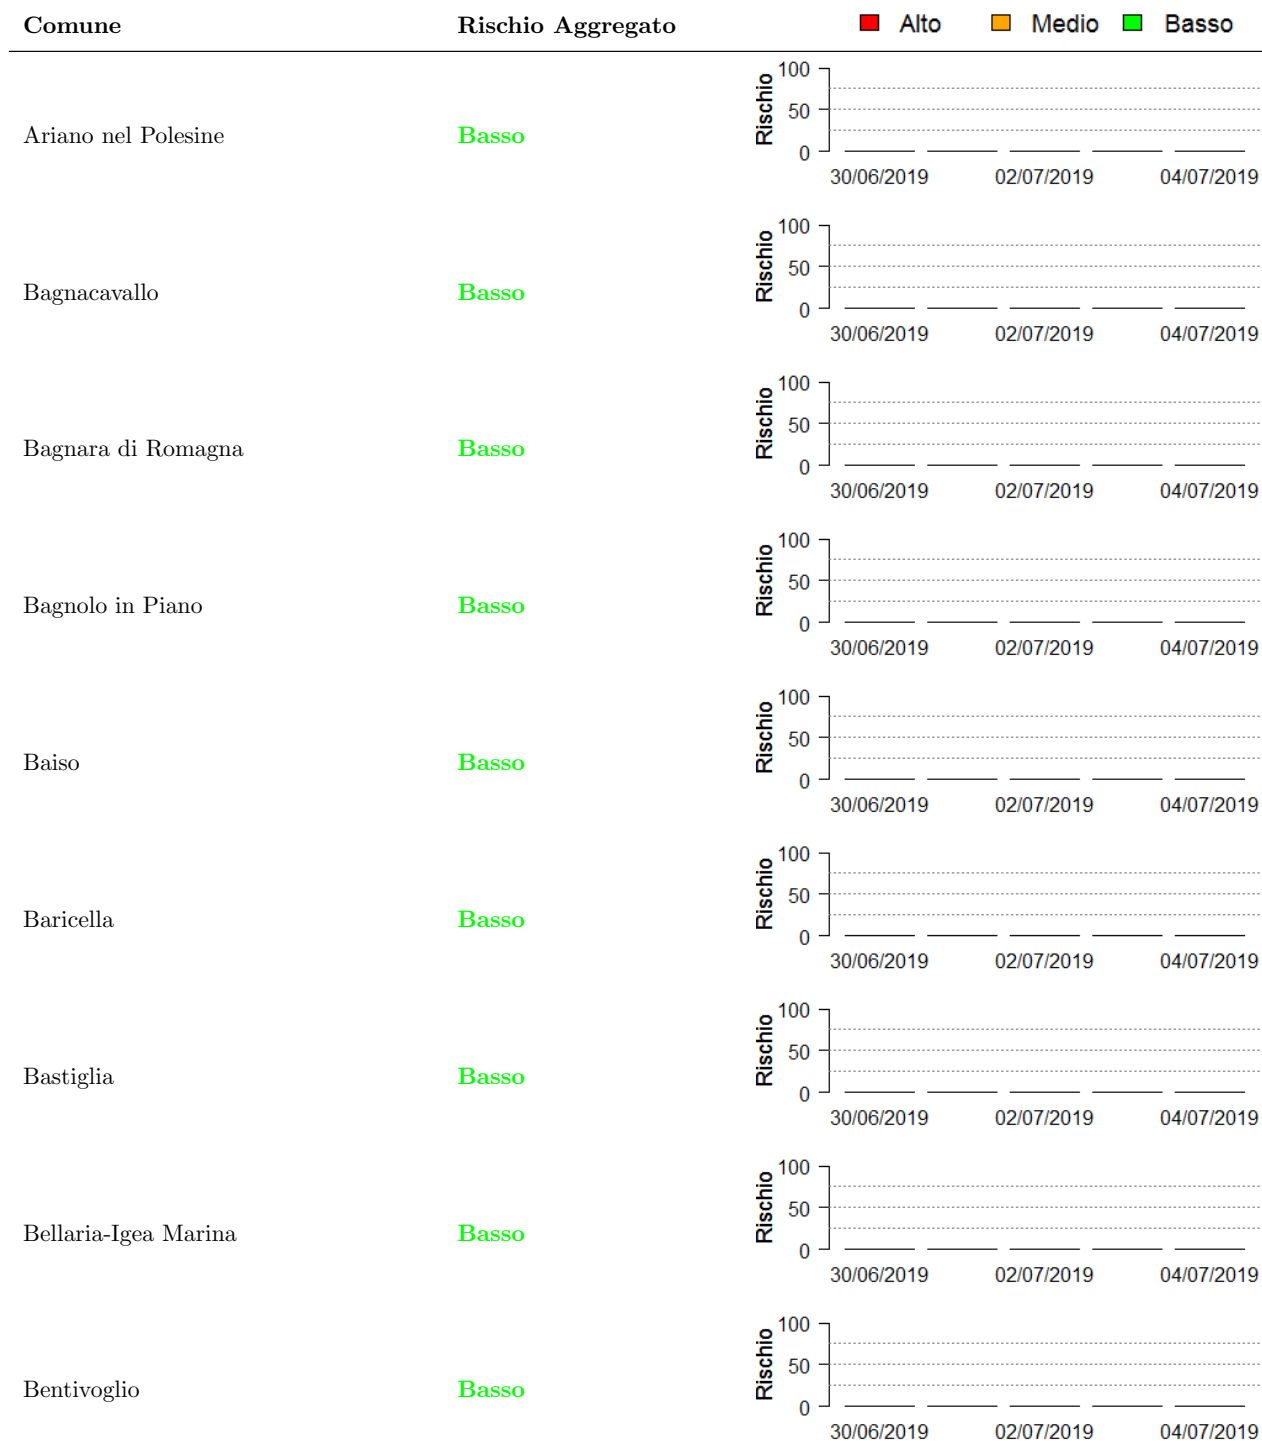 Comune Rischio Aggregato Alto Medio Basso
100
50
0
Rischio
Ariano nel Polesine Basso
30/06/2019 02/07/2019 04/07/2019
100
50
0
Rischio
Bagnacavallo Basso
30/06/2019 02/07/2019 04/07/2019
100
50
0
Rischio
Bagnara di Romagna Basso
30/06/2019 02/07/2019 04/07/2019
100
50
0
Rischio
Bagnolo in Piano Basso
30/06/2019 02/07/2019 04/07/2019
100
50
0
Rischio
Baiso Basso
30/06/2019 02/07/2019 04/07/2019
100
50
0
Rischio
Baricella Basso
30/06/2019 02/07/2019 04/07/2019
100
50
0
Rischio
Bastiglia Basso
30/06/2019 02/07/2019 04/07/2019
100
50
0
Rischio
Bellaria-Igea Marina Basso
30/06/2019 02/07/2019 04/07/2019
100
50
0
Rischio
Bentivoglio Basso
30/06/2019 02/07/2019 04/07/2019